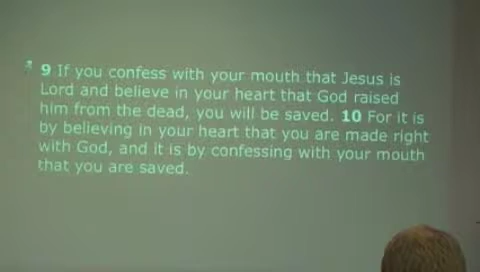 9 If you confess with your mouth that Jesus is
Lord and believe in your heart that God raised
him from the dead, you will be saved. 10 For it is
by believing in your heart that you are made right
with God, and it is by confessing with your mouth
that you are saved.